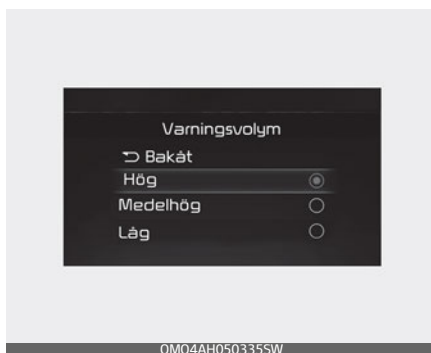 Varningsvolym
⮌ Bakåt
Hög
Medelhög
Låg
OMQ4AH050335SW